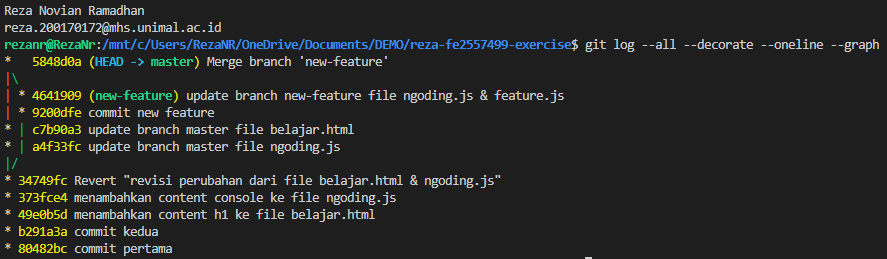 Reza Novian Ramadhan
reza.200170172@mhs.unimal.ac.id
rezanr@RezaNr:/mnt/c/Users/RezaNR/OneDrive/Documents/DEMO/reza-fe2557499-exercise$ git log --all --decorate --oneline --graph
*   5848d0a (HEAD -> master) Merge branch 'new-feature'
|\
| * 4641909 (new-feature) update branch new-feature file ngoding.js & feature.js
| * 9200dfe commit new feature
* | c7b90a3 update branch master file belajar.html
* | a4f33fc update branch master file ngoding.js
|/
* 34749fc Revert "revisi perubahan dari file belajar.html & ngoding.js"
* 373fce4 menambahkan content console ke file ngoding.js
* 49e0b5d menambahkan content h1 ke file belajar.html
* b291a3a commit kedua
* 80482bc commit pertama